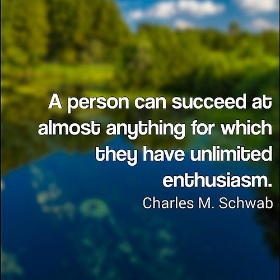 A person can succeed at
almost anything for which
they have unlimited
enthusiasm.
Charles M. Schwab